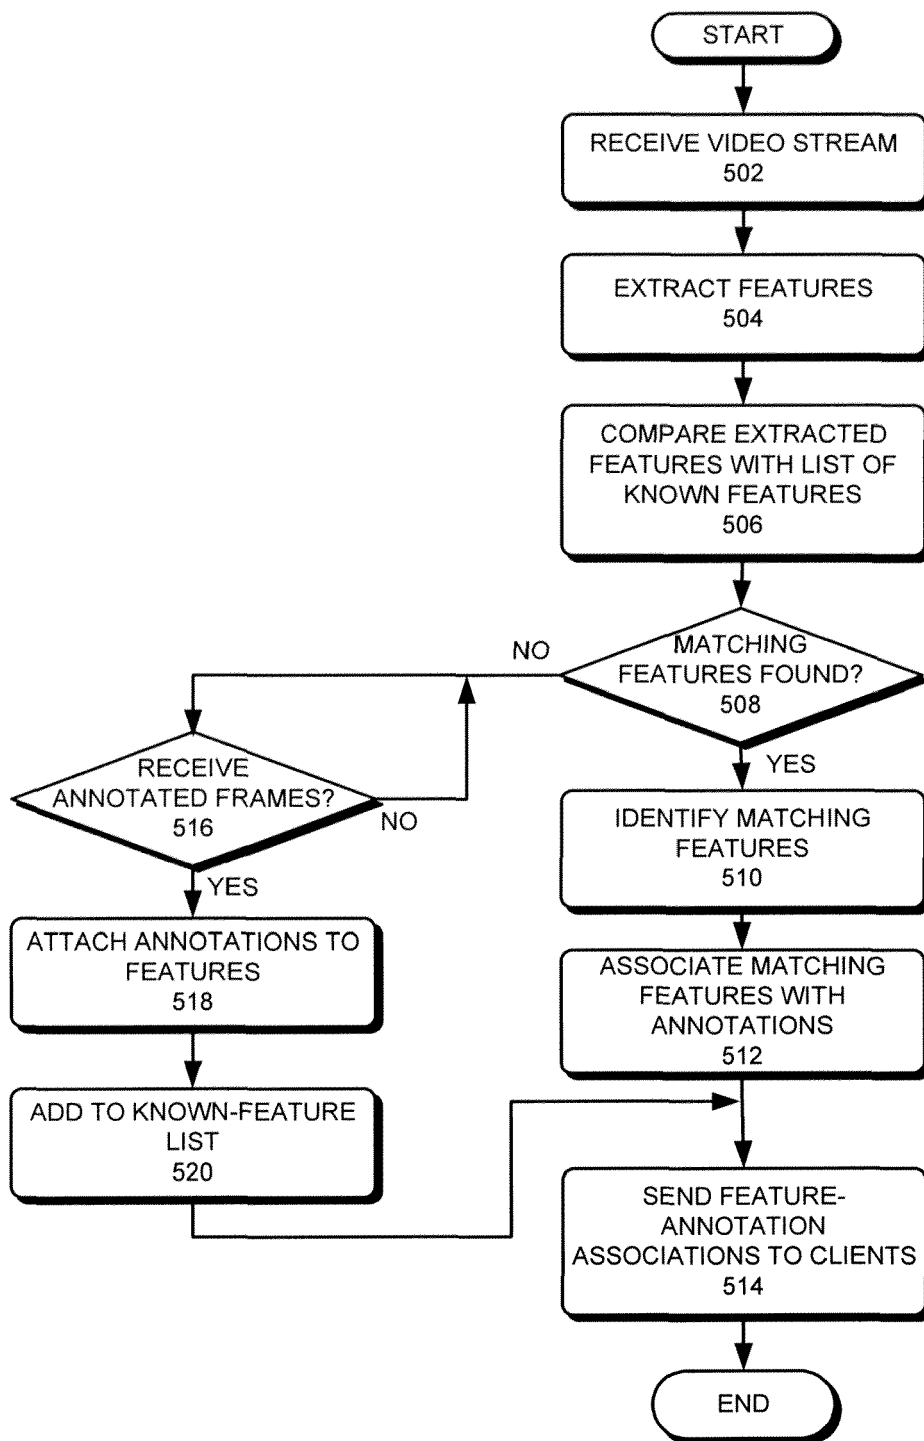 START
RECEIVE VIDEO STREAM
502
EXTRACT FEATURES
504
COMPARE EXTRACTED
FEATURES WITH LIST OF
KNOWN FEATURES
506
MATCHING
FEATURES FOUND?
508
NO
YES
RECEIVE
ANNOTATED FRAMES?
516
NO
YES
IDENTIFY MATCHING
FEATURES
510
ATTACH ANNOTATIONS TO
FEATURES
518
ASSOCIATE MATCHING
FEATURES WITH
ANNOTATIONS
512
ADD TO KNOWN-FEATURE
LIST
520
SEND FEATURE-
ANNOTATION
ASSOCIATIONS TO CLIENTS
514
END